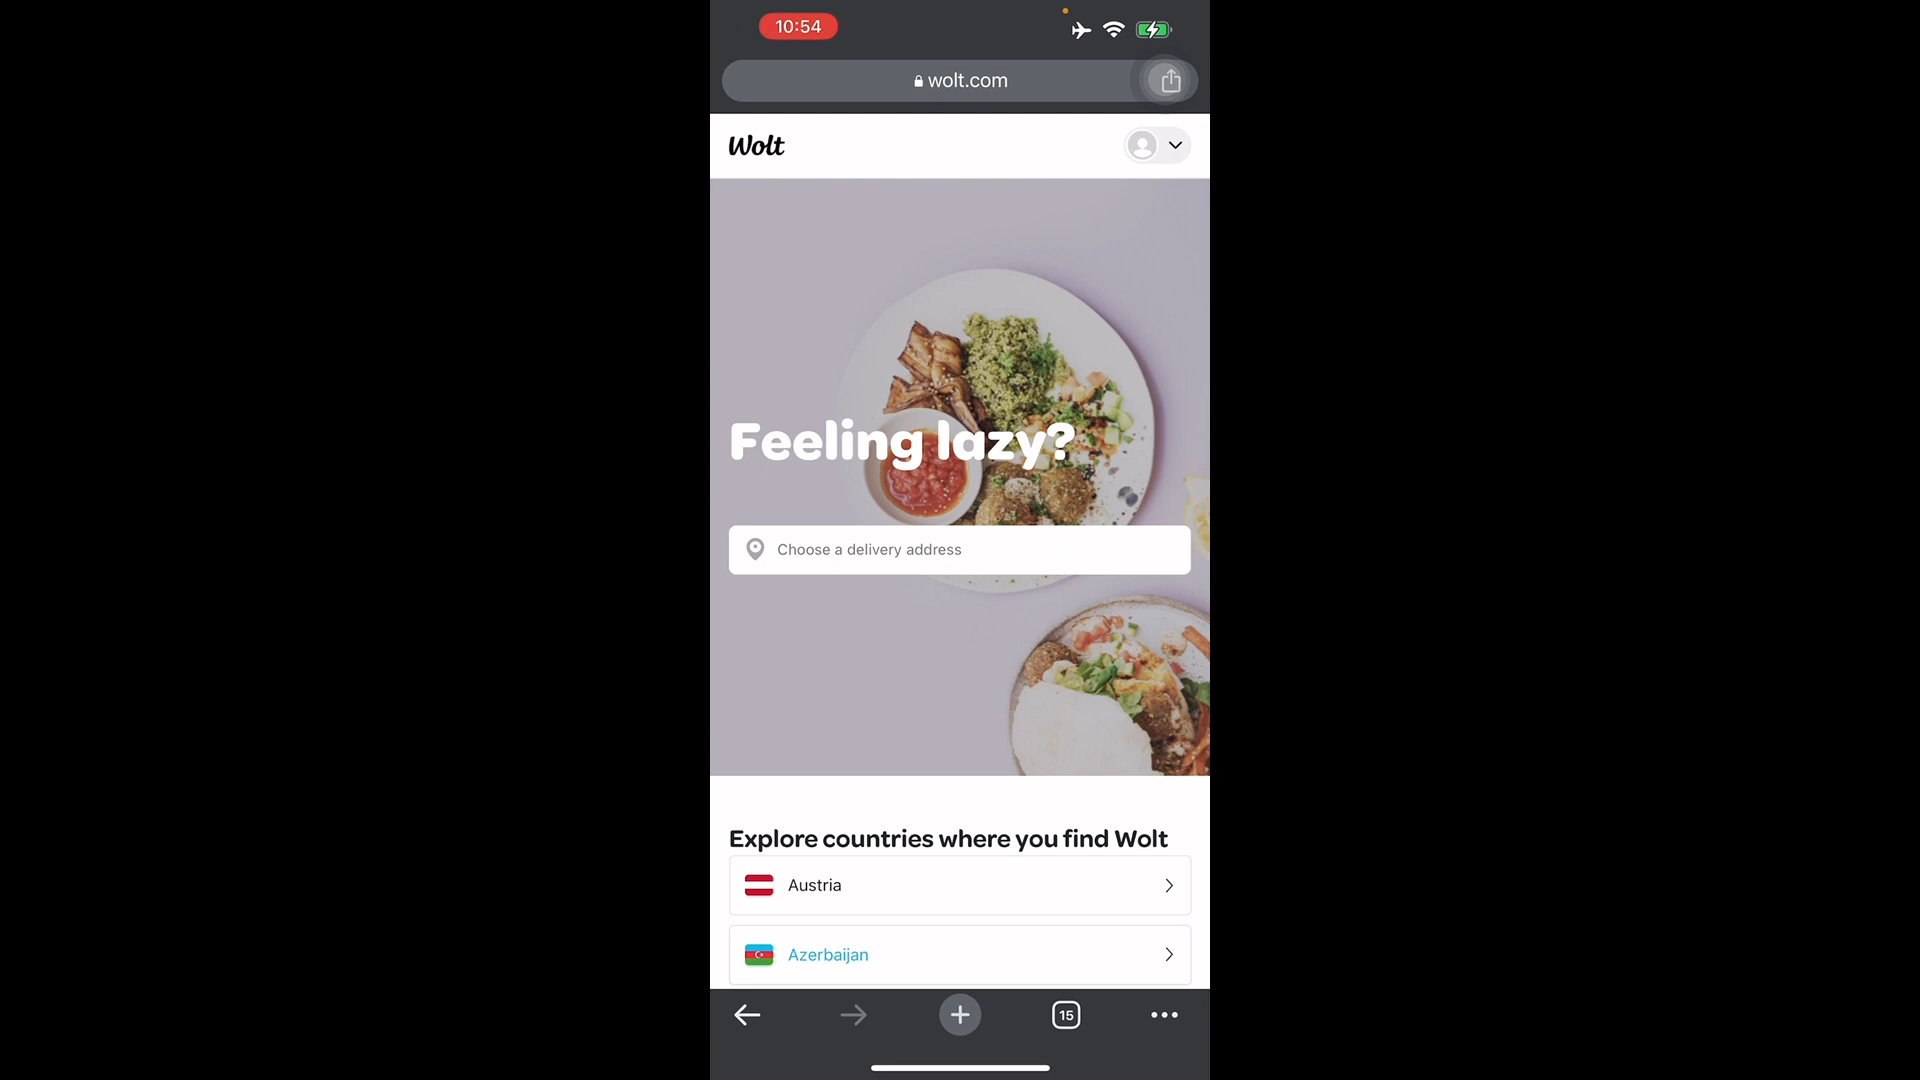 10:54
wolt.com
Wolt
Feeling lazy?
Choose a delivery address
Explore countries where you find Wolt
Austria
Azerbaijan
15